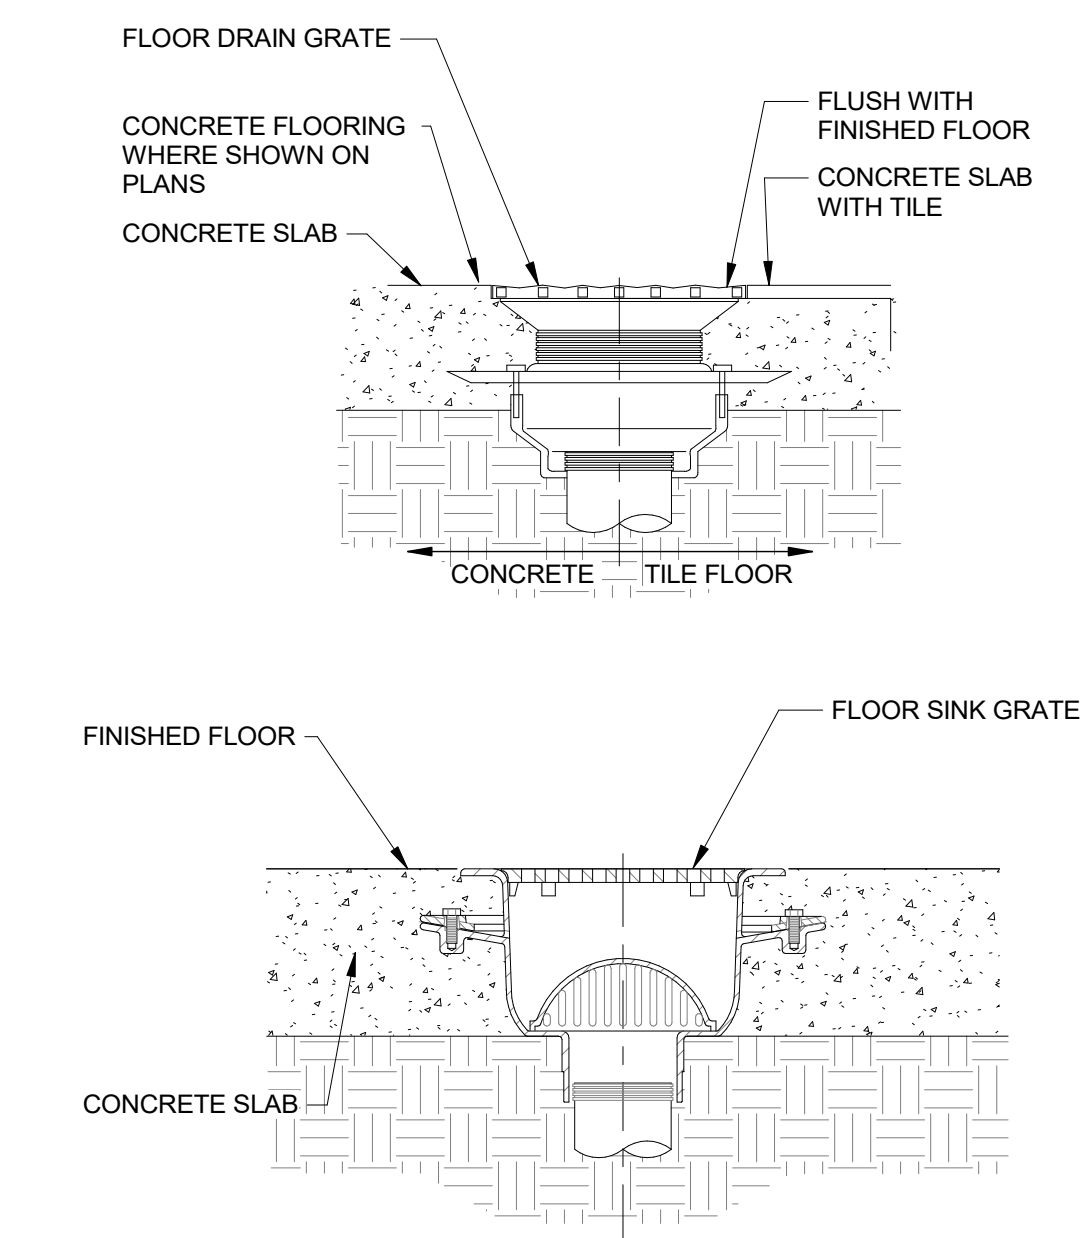 FLOOR DRAIN GRATE
CONCRETE FLOORING
WHERE SHOWN ON
PLANS
CONCRETE SLAB
FLUSH WITH
FINISHED FLOOR
CONCRETE SLAB
WITH TILE
CONCRETE
TILE FLOOR
FLOOR SINK GRATE
FINISHED FLOOR
CONCRETE SLAB